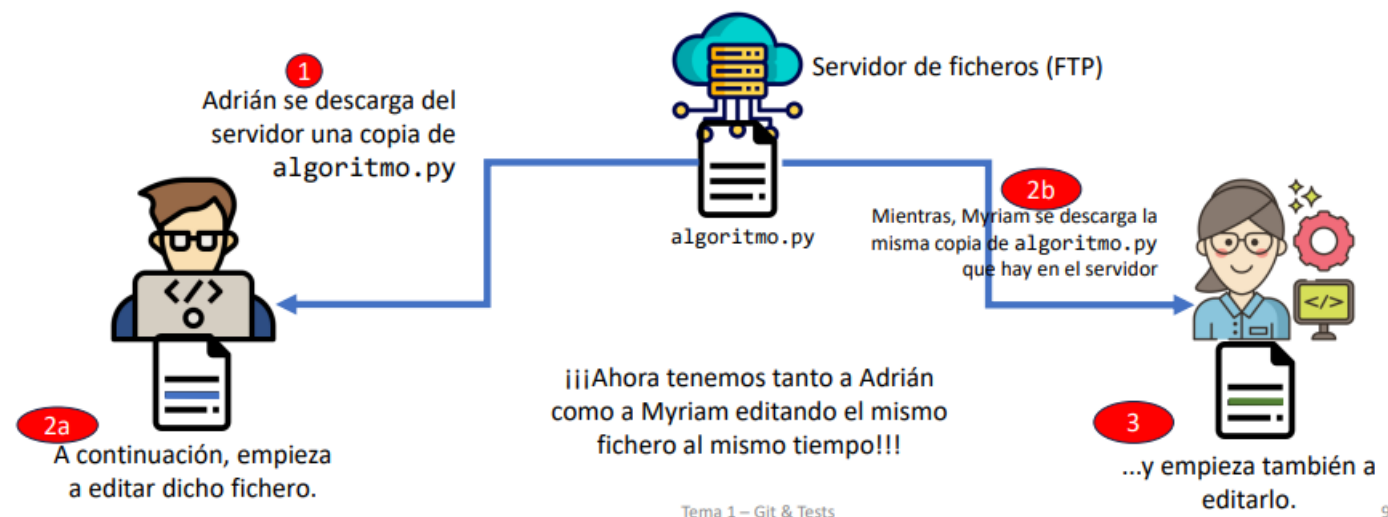 Servidor de ficheros (FTP)
1
Adrián se descarga del
servidor una copia de
algoritmo.py
algoritmo.py
2b
Mientras, Myriam se descarga la
misma copia de algoritmo.py
que hay en el servidor
</>
</>
¡¡¡Ahora tenemos tanto a Adrián
como a Myriam editando el mismo
fichero al mismo tiempo!!!
2a
A continuación, empieza
a editar dicho fichero.
3
...y empieza también a
editarlo.
Tema 1 – Git & Tests
9